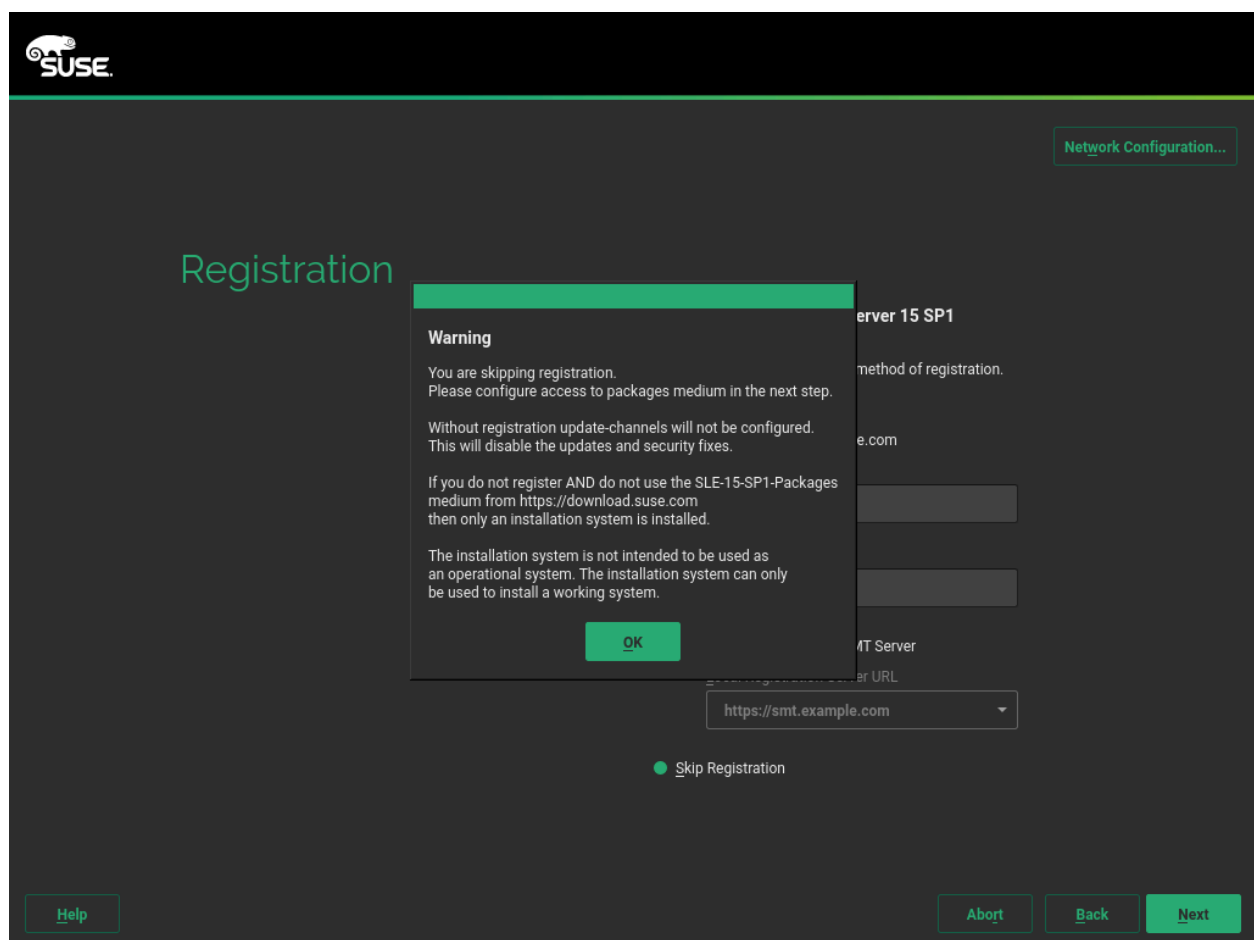 SUSE.
Network Configuration...
Registration
erver 15 SP1
method of registration.
e.com
Warning
You are skipping registration.
Please configure access to packages medium in the next step.
Without registration update-channels will not be configured.
This will disable the updates and security fixes.
If you do not register AND do not use the SLE-15-SP1-Packages
medium from https://download.suse.com
then only an installation system is installed.
The installation system is not intended to be used as
an operational system. The installation system can only
be used to install a working system.
OK
MT Server
er URL
https://smt.example.com
Skip Registration
Help
Abort
Back
Next